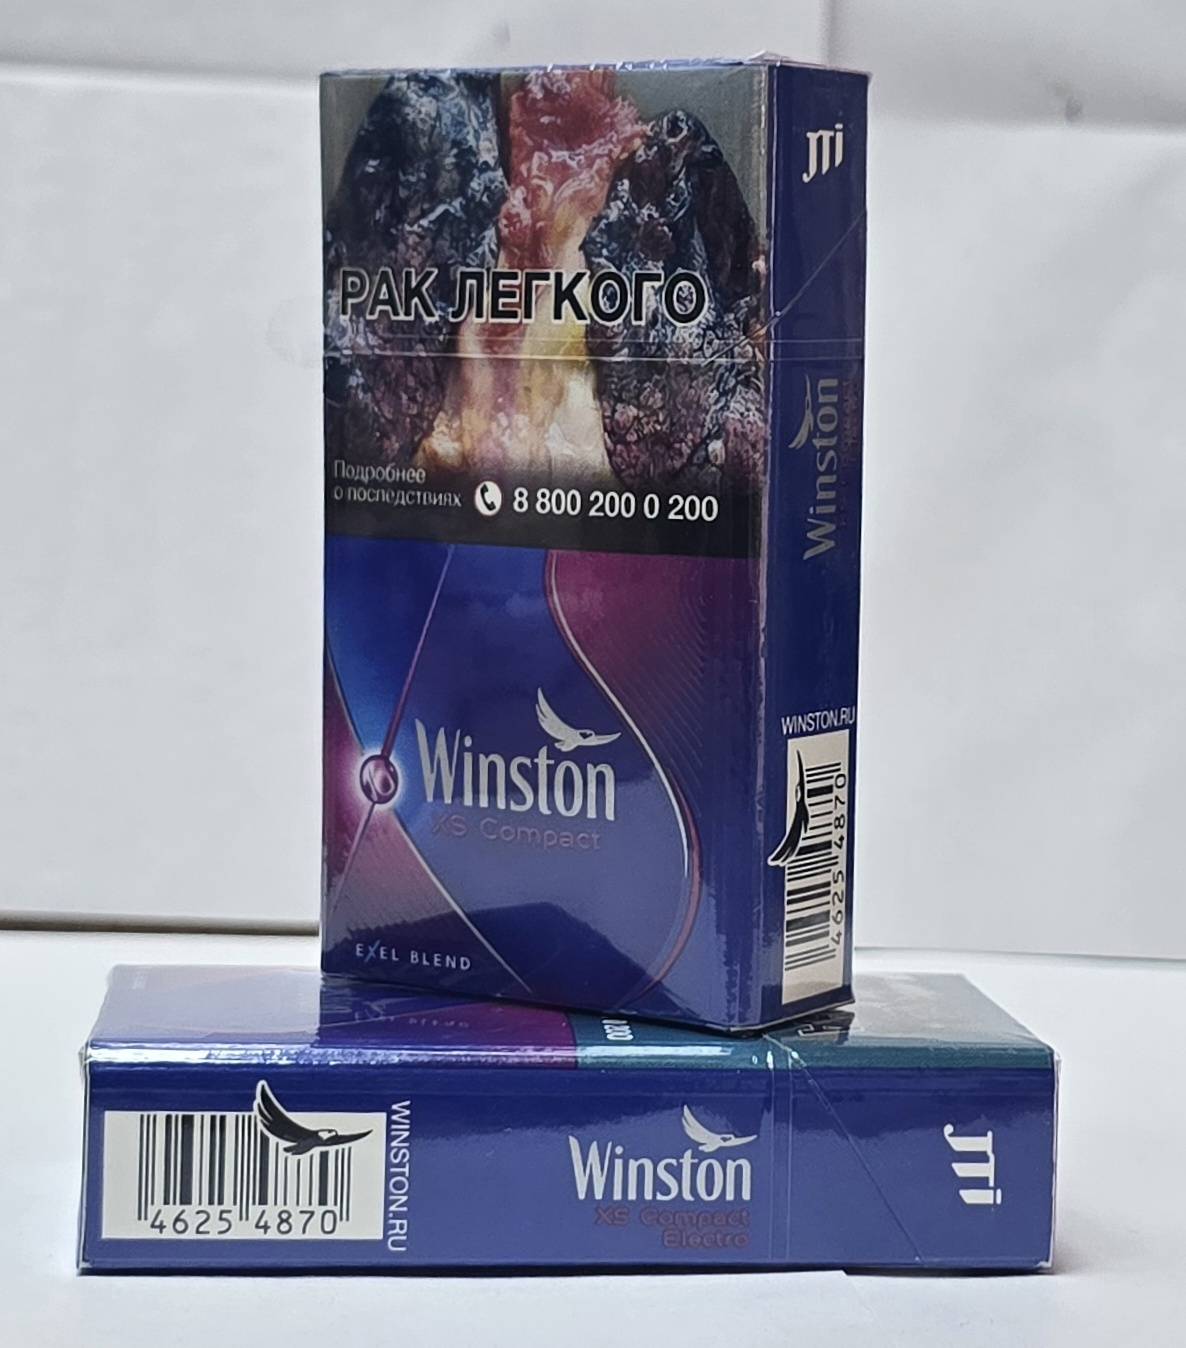 РАК ЛЕГКОГО
Подробнее
о последствиях
8 800 200 0 200
Winston
XS Compact
EXEL BLEND
JTi
Winston
WINSTON.RU
4625 4870
4625 4870
WINSTON.RU
Winston
XS Compact
Electro
JTi